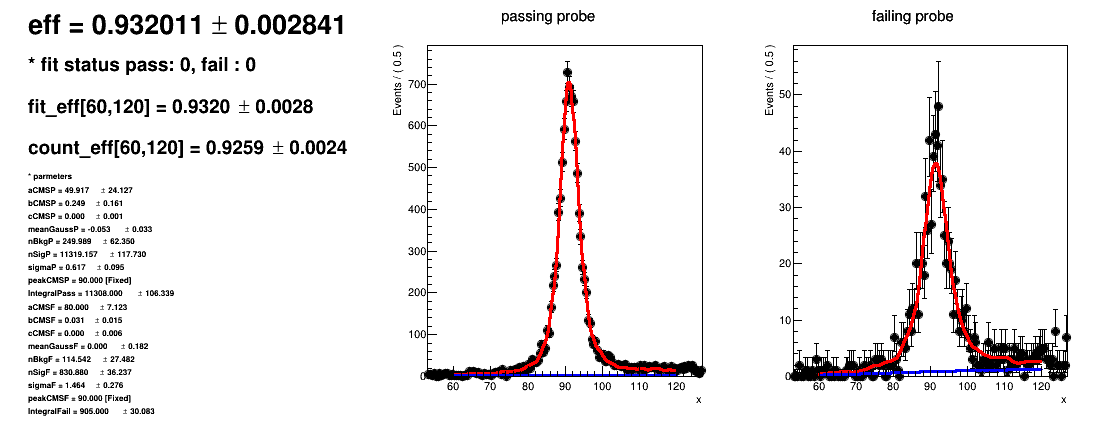 eff = 0.932011 ± 0.002841
* fit status pass: 0, fail : 0
fit_eff[60,120] = 0.9320 ± 0.0028
count_eff[60,120] = 0.9259 ± 0.0024
* parmeters
aCMSP = 49.917 ± 24.127
bCMSP = 0.249 ± 0.161
cCMSP = 0.000 ± 0.001
meanGaussP = -0.053 ± 0.033
nBkgP = 249.989 ± 62.350
nSigP = 11319.157 ± 117.730
sigmaP = 0.617 ± 0.095
peakCMSP = 90.000 [Fixed]
IntegralPass = 11308.000 ± 106.339
aCMSF = 80.000 ± 7.123
bCMSF = 0.031 ± 0.015
cCMSF = 0.000 ± 0.006
meanGaussF = 0.000 ± 0.182
nBkgF = 114.542 ± 27.482
nSigF = 830.880 ± 36.237
sigmaF = 1.464 ± 0.276
peakCMSF = 90.000 [Fixed]
IntegralFail = 905.000 ± 30.083
passing probe
Events / ( 0.5 )
700
600
500
400
300
200
100
0
60 70 80 90 100 110 120
x
failing probe
Events / ( 0.5 )
50
40
30
20
10
0
60 70 80 90 100 110 120
x